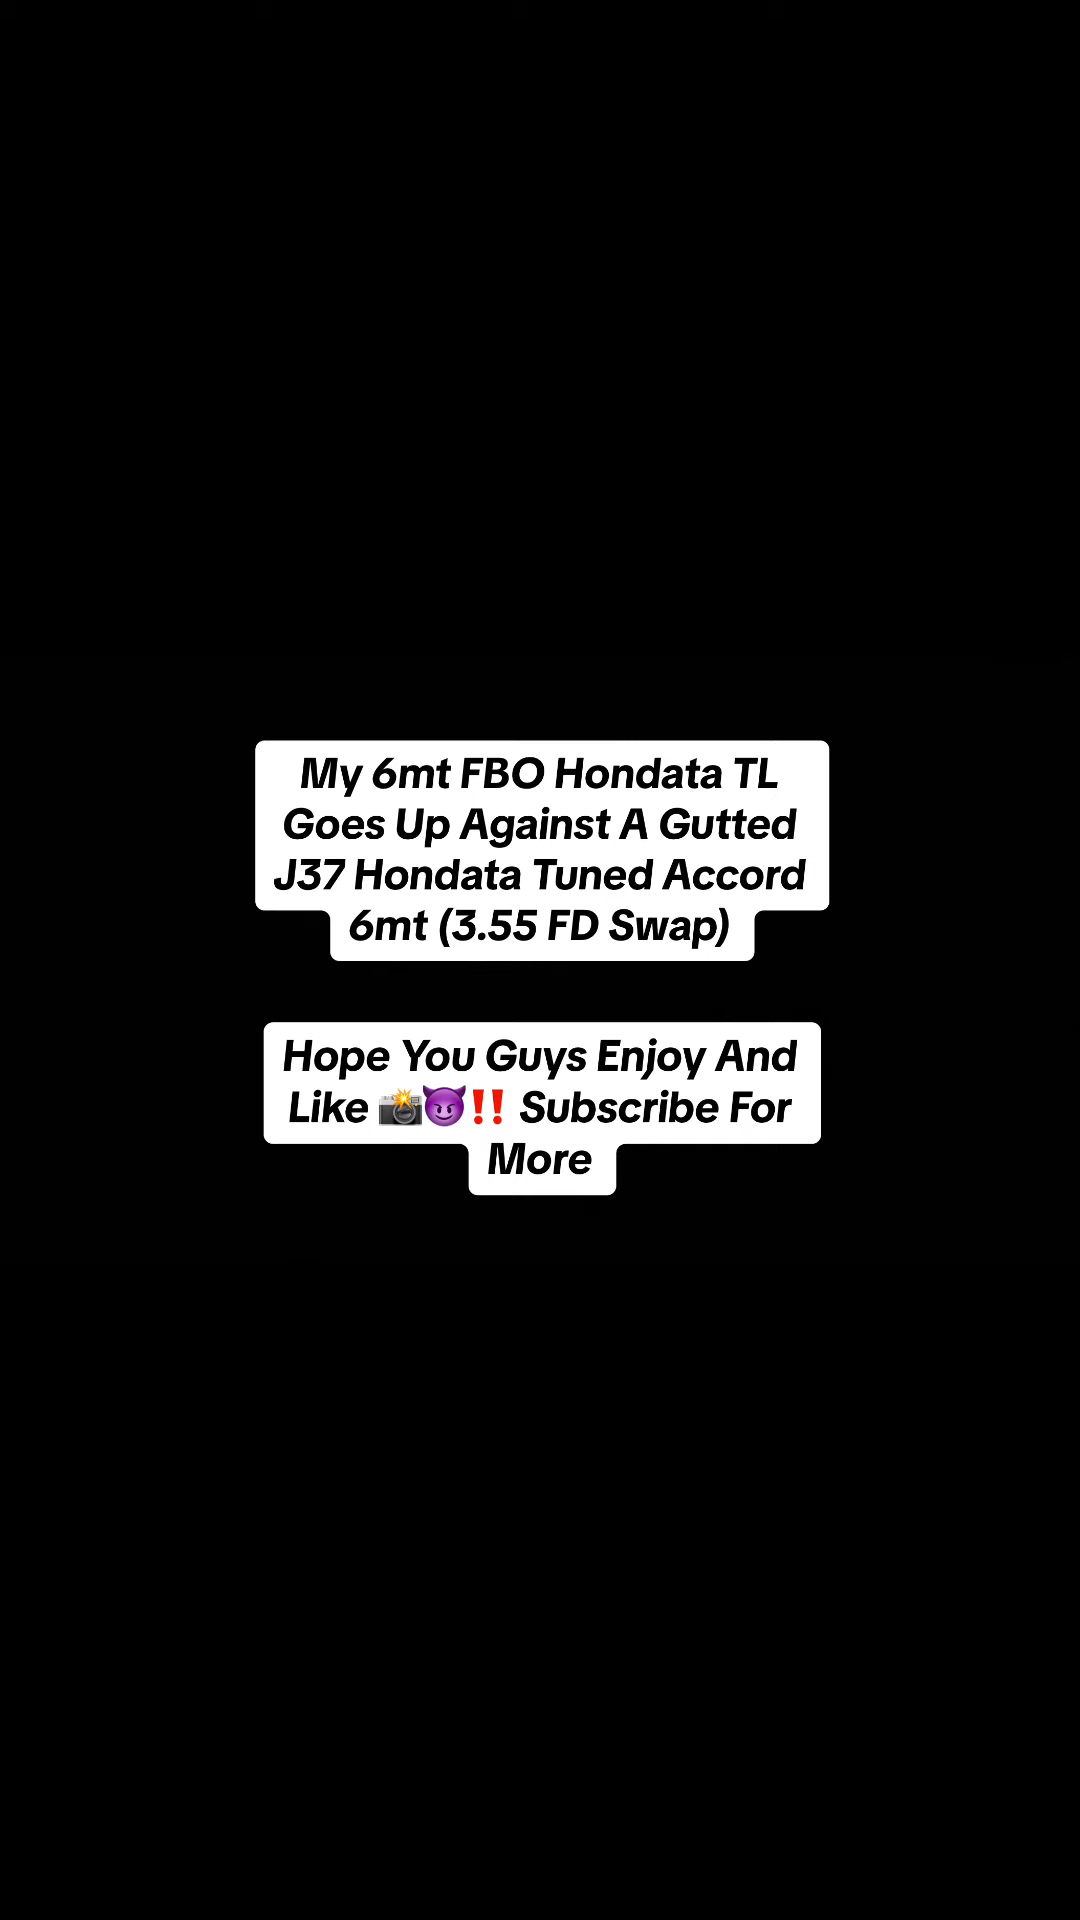 My 6mt FBO Hondata TL
Goes Up Against A Gutted
J37 Hondata Tuned Accord
6mt (3.55 FD Swap)
Hope You Guys Enjoy And
Like 📸😈‼️ Subscribe For
More